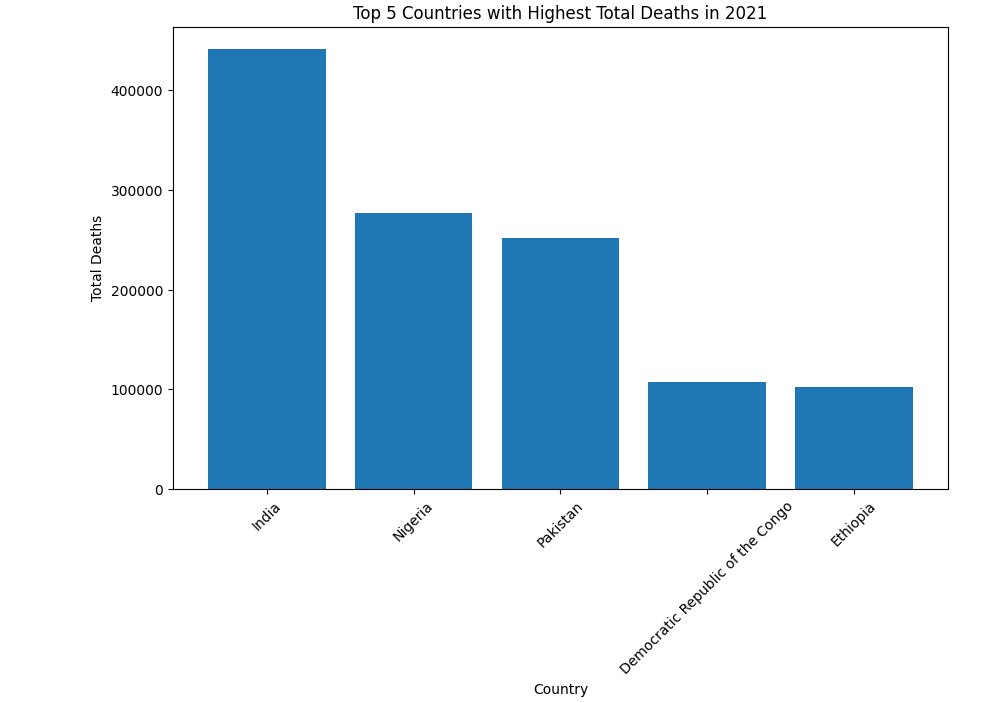 Top 5 Countries with Highest Total Deaths in 2021
400000
300000
200000
100000
0
Total Deaths
India
Nigeria
Pakistan
Democratic Republic of the Congo
Ethiopia
Country